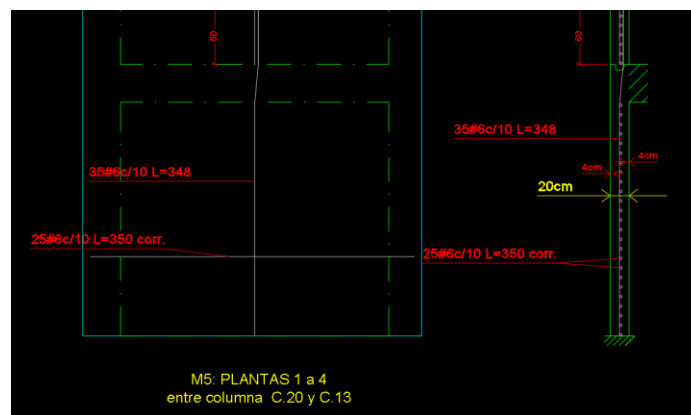 60
60
35#6c/10 L=348
4cm
4cm
35#6c/10 L=348
20cm
25#6c/10 L=350 corr.
25#6c/10 L=350 corr.
M5: PLANTAS 1 a 4
entre columna C.20 y C.13